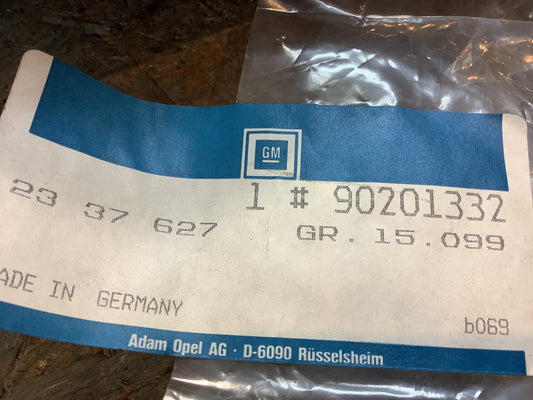 GM
1 # 90201332
23 37 627
GR. 15.099
ADE IN GERMANY
b069
Adam Opel AG · D-6090 Rüsselsheim